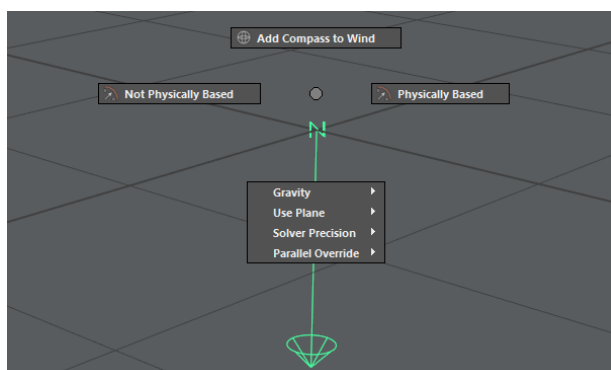 Add Compass to Wind
Not Physically Based
Physically Based
N
Gravity
Use Plane
Solver Precision
Parallel Override